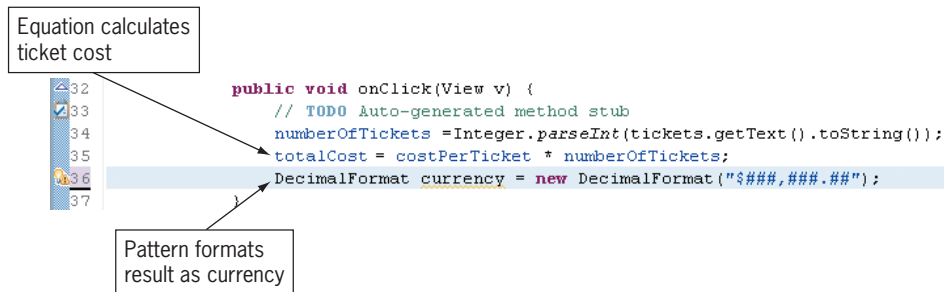 Equation calculates
ticket cost
32 public void onClick(View v) {
33 // TODO Auto-generated method stub
34 numberOfTickets =Integer.parseInt(tickets.getText().toString());
35 totalCost = costPerTicket * numberOfTickets;
36 DecimalFormat currency = new DecimalFormat("$###,###.##");
37 }
Pattern formats
result as currency